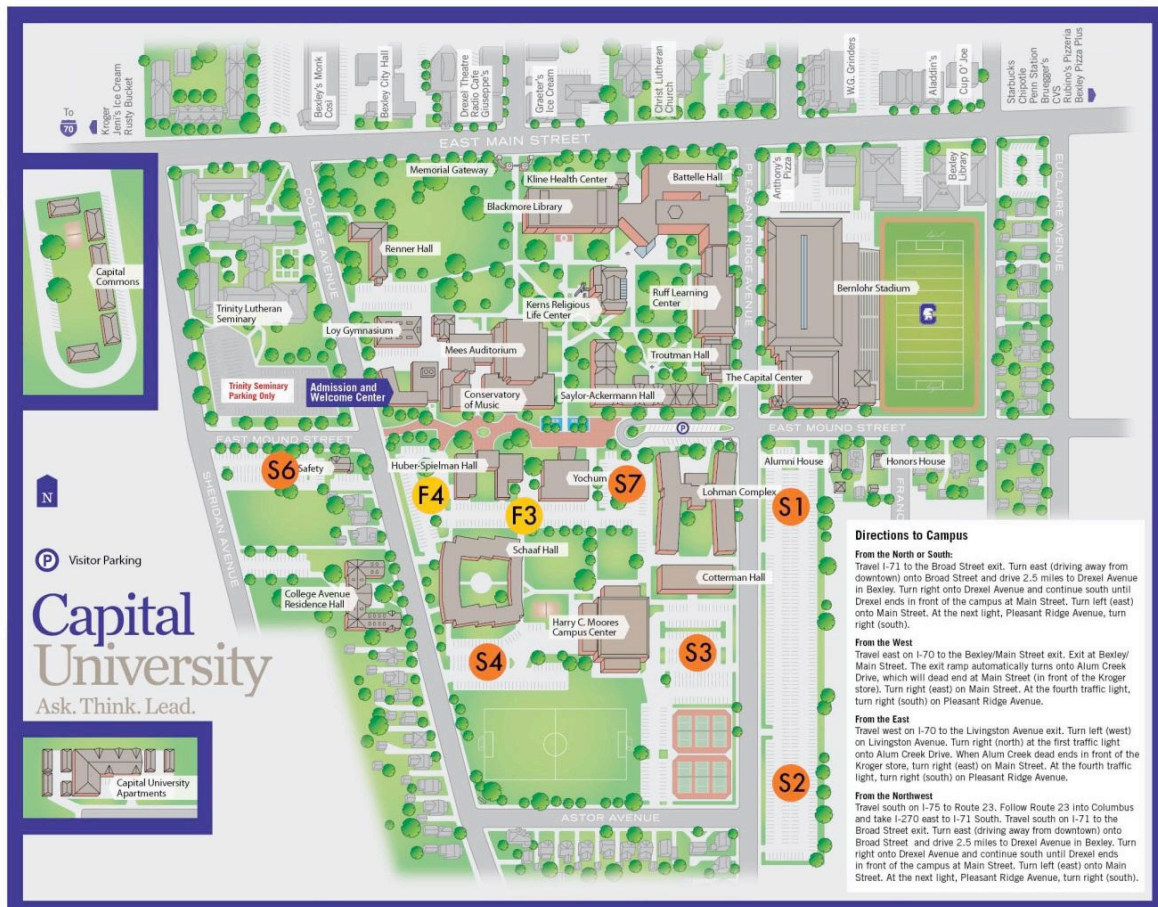 To
70
Kroger
Jeni's Ice Cream
Rusty Bucket
Bexley's Monk
Cosi
Bexley City Hall
Drexel Theatre
Radio Cafe
Giuseppe's
Graeter's
Ice Cream
Christ Lutheran
Church
W.G. Grinders
Aladdin's
Cup O' Joe
Starbucks
Chipotle
Penn Station
Bruegger's
CVS
Rubino's Pizzeria
Bexley Pizza Plus
EAST MAIN STREET
COLLEGE AVENUE
PLEASANT RIDGE AVENUE
EUCLAIRE AVENUE
Memorial Gateway
Kline Health Center
Battelle Hall
Blackmore Library
Anthony's
Pizza
Bexley
Library
Capital
Commons
Renner Hall
Trinity Lutheran
Seminary
Kerns Religious
Life Center
Ruff Learning
Center
Bernlohr Stadium
Loy Gymnasium
Mees Auditorium
Troutman Hall
The Capital Center
Trinity Seminary
Parking Only
Admission and
Welcome Center
Conservatory
of Music
Saylor-Ackermann Hall
EAST MOUND STREET
P
EAST MOUND STREET
S6
Safety
Huber-Spielman Hall
Yochum
S7
Lohman Complex
Alumni House
Honors House
S1
F4
F3
FRANC
N
SHERIDAN AVENUE
P Visitor Parking
Schaaf Hall
Cotterman Hall
College Avenue
Residence Hall
Harry C. Moores
Campus Center
S4
S3
S2
ASTOR AVENUE
Capital
University
Ask. Think. Lead.
Capital University
Apartments
Directions to Campus
From the North or South:
Travel I-71 to the Broad Street exit. Turn east (driving away from
downtown) onto Broad Street and drive 2.5 miles to Drexel Avenue
in Bexley. Turn right onto Drexel Avenue and continue south until
Drexel ends in front of the campus at Main Street. Turn left (east)
onto Main Street. At the next light, Pleasant Ridge Avenue, turn
right (south).
From the West
Travel east on I-70 to the Bexley/Main Street exit. Exit at Bexley/
Main Street. The exit ramp automatically turns onto Alum Creek
Drive, which will dead end at Main Street (in front of the Kroger
store). Turn right (east) on Main Street. At the fourth traffic light,
turn right (south) on Pleasant Ridge Avenue.
From the East
Travel west on I-70 to the Livingston Avenue exit. Turn left (west)
on Livingston Avenue. Turn right (north) at the first traffic light
onto Alum Creek Drive. When Alum Creek dead ends in front of the
Kroger store, turn right (east) on Main Street. At the fourth traffic
light, turn right (south) on Pleasant Ridge Avenue.
From the Northwest
Travel south on I-75 to Route 23. Follow Route 23 into Columbus
and take I-270 east to I-71 South. Travel south on I-71 to the
Broad Street exit. Turn east (driving away from downtown) onto
Broad Street and drive 2.5 miles to Drexel Avenue in Bexley. Turn
right onto Drexel Avenue and continue south until Drexel ends
in front of the campus at Main Street. Turn left (east) onto Main
Street. At the next light, Pleasant Ridge Avenue, turn right (south).